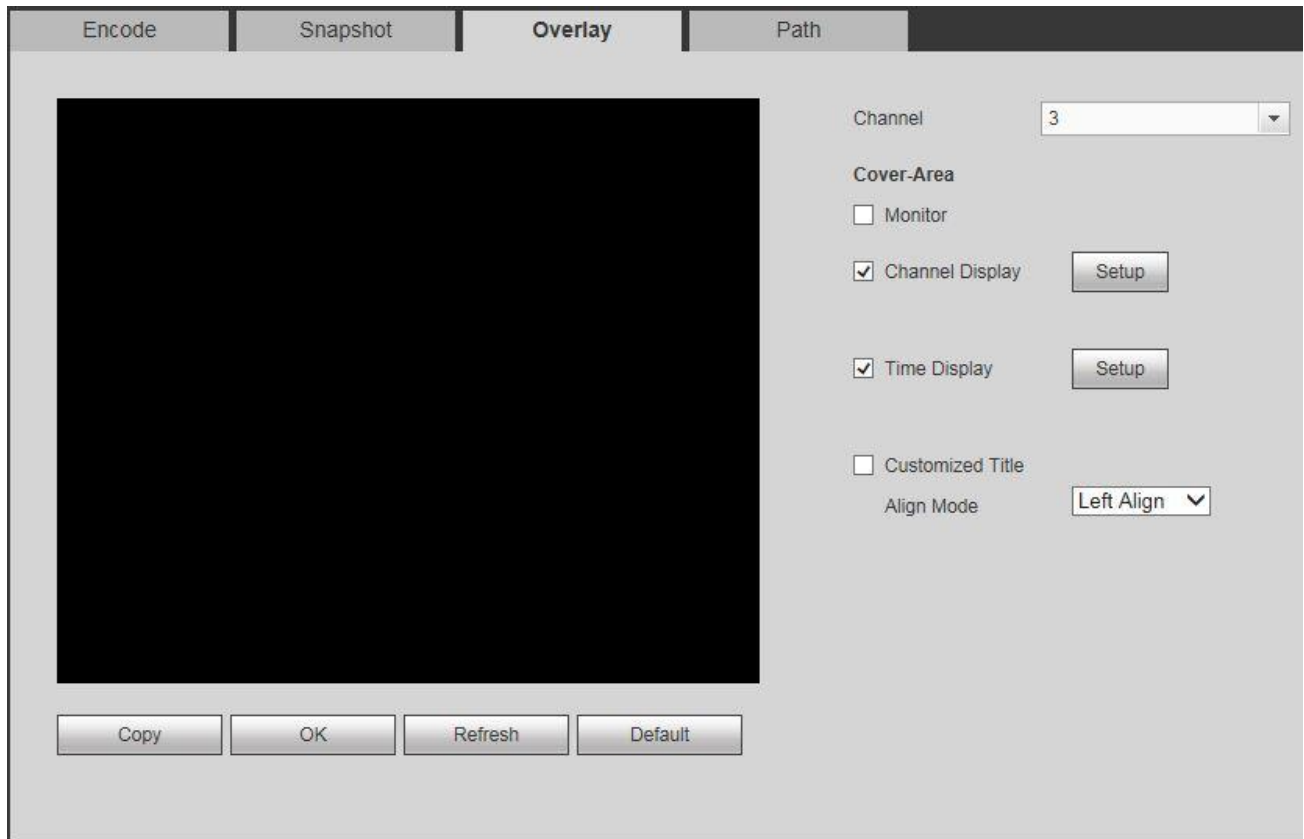 Encode Snapshot Overlay Path
Channel 3
Cover-Area
Monitor
Channel Display Setup
Time Display Setup
Customized Title
Align Mode Left Align
Copy OK Refresh Default